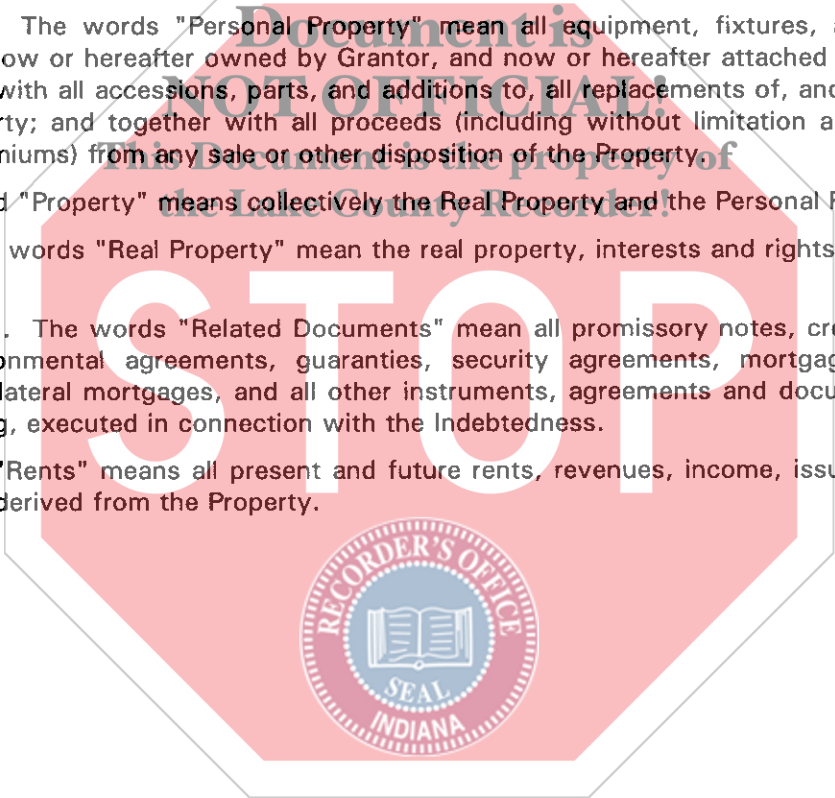 The words "Personal Property" mean all equipment, fixtures,
now or hereafter owned by Grantor, and now or hereafter attached
with all accessions, parts, and additions to, all replacements of, and
rty; and together with all proceeds (including without limitation a
niums) from any sale or other disposition of the Property.
"Property" means collectively the Real Property and the Personal
words "Real Property" mean the real property, interests and rights
. The words "Related Documents" mean all promissory notes, cre
onmental agreements, guaranties, security agreements, mortgag
lateral mortgages, and all other instruments, agreements and docu
, executed in connection with the Indebtedness.
"Rents" means all present and future rents, revenues, income, issu
derived from the Property.
Document is
NOT OFFICIAL!
This Document is the property of
the Lake County Recorder!
STOP
RECORDER'S OFFICE
SEAL
INDIANA